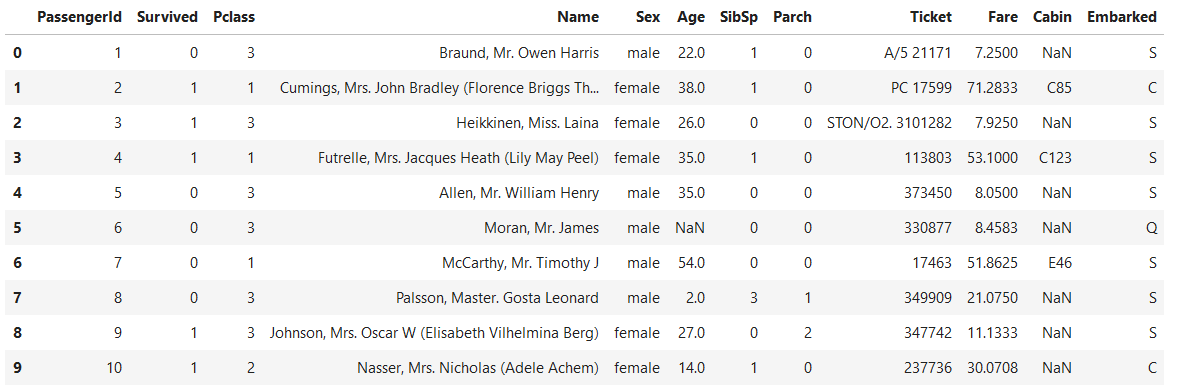 PassengerId Survived Pclass Name Sex Age SibSp Parch Ticket Fare Cabin Embarked
0 1 0 3 Braund, Mr. Owen Harris male 22.0 1 0 A/5 21171 7.2500 NaN S
1 2 1 1 Cumings, Mrs. John Bradley (Florence Briggs Th... female 38.0 1 0 PC 17599 71.2833 C85 C
2 3 1 3 Heikkinen, Miss. Laina female 26.0 0 0 STON/O2. 3101282 7.9250 NaN S
3 4 1 1 Futrelle, Mrs. Jacques Heath (Lily May Peel) female 35.0 1 0 113803 53.1000 C123 S
4 5 0 3 Allen, Mr. William Henry male 35.0 0 0 373450 8.0500 NaN S
5 6 0 3 Moran, Mr. James male NaN 0 0 330877 8.4583 NaN Q
6 7 0 1 McCarthy, Mr. Timothy J male 54.0 0 0 17463 51.8625 E46 S
7 8 0 3 Palsson, Master. Gosta Leonard male 2.0 3 1 349909 21.0750 NaN S
8 9 1 3 Johnson, Mrs. Oscar W (Elisabeth Vilhelmina Berg) female 27.0 0 2 347742 11.1333 NaN S
9 10 1 2 Nasser, Mrs. Nicholas (Adele Achem) female 14.0 1 0 237736 30.0708 NaN C